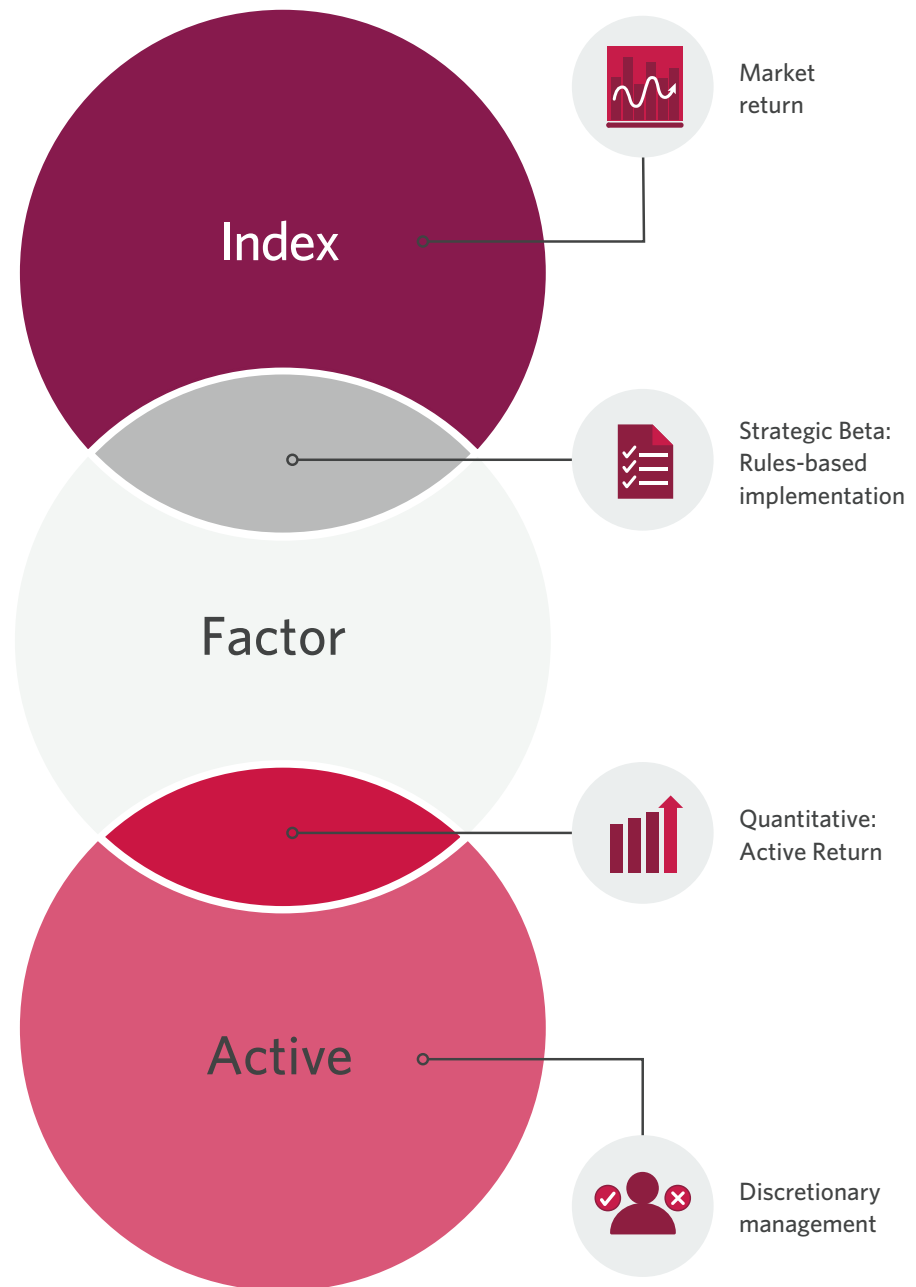 Market
return
Index
Strategic Beta:
Rules-based
implementation
Factor
Quantitative:
Active Return
Active
Discretionary
management